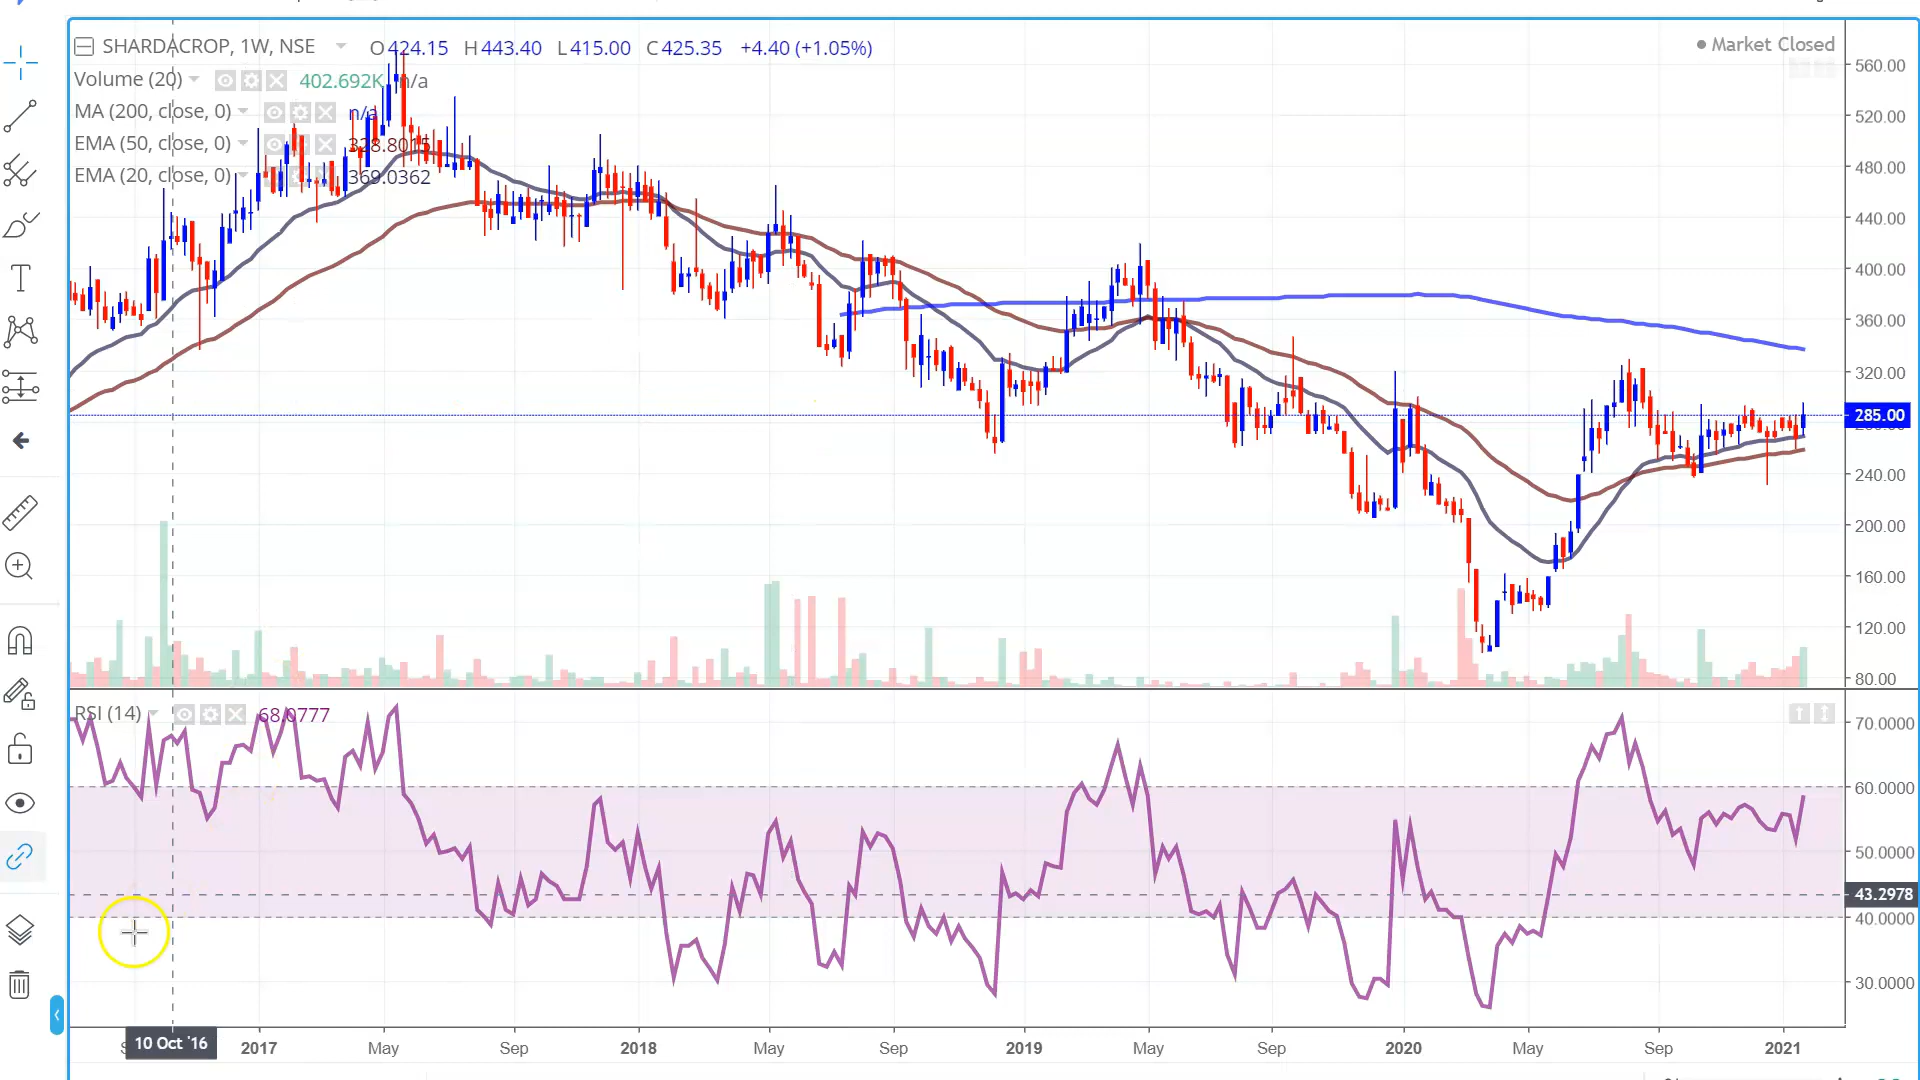 SHARDACROP, 1W, NSE O424.15 H443.40 L415.00 C425.35 +4.40 (+1.05%)
Market Closed
Volume (20) 402.692K n/a
MA (200, close, 0) n/a
EMA (50, close, 0) 328.8015
EMA (20, close, 0) 369.0362
560.00
520.00
480.00
440.00
400.00
360.00
320.00
285.00
240.00
200.00
160.00
120.00
80.00
RSI (14) 68.0777
70.0000
60.0000
50.0000
43.2978
40.0000
30.0000
10 Oct '16 2017 May Sep 2018 May Sep 2019 May Sep 2020 May Sep 2021